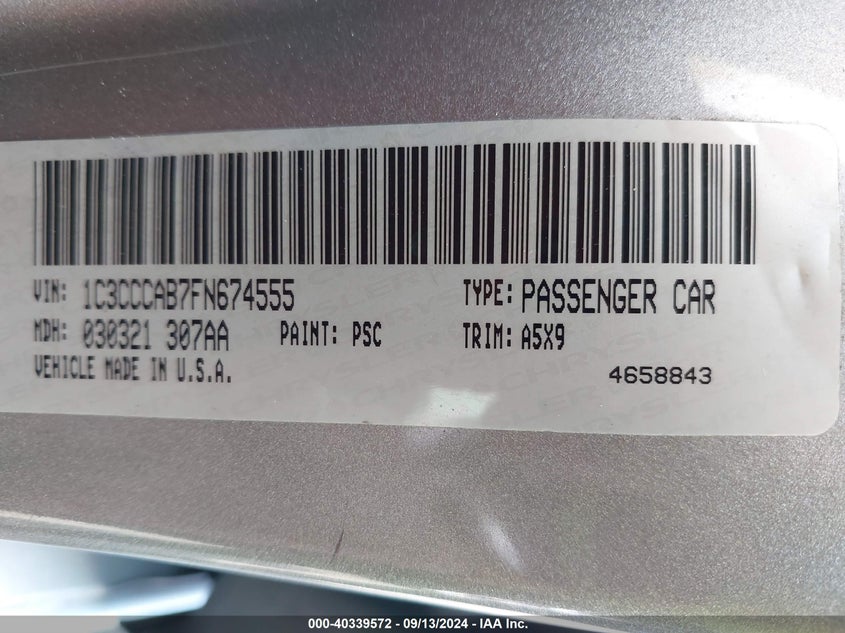 VIN: 1C3CCCAB7FN674555 TYPE: PASSENGER CAR
MDH: 030321 307AA PAINT: PSC TRIM: A5X9
VEHICLE MADE IN U.S.A. 4658843
000-40339572 - 09/13/2024 - IAA Inc.